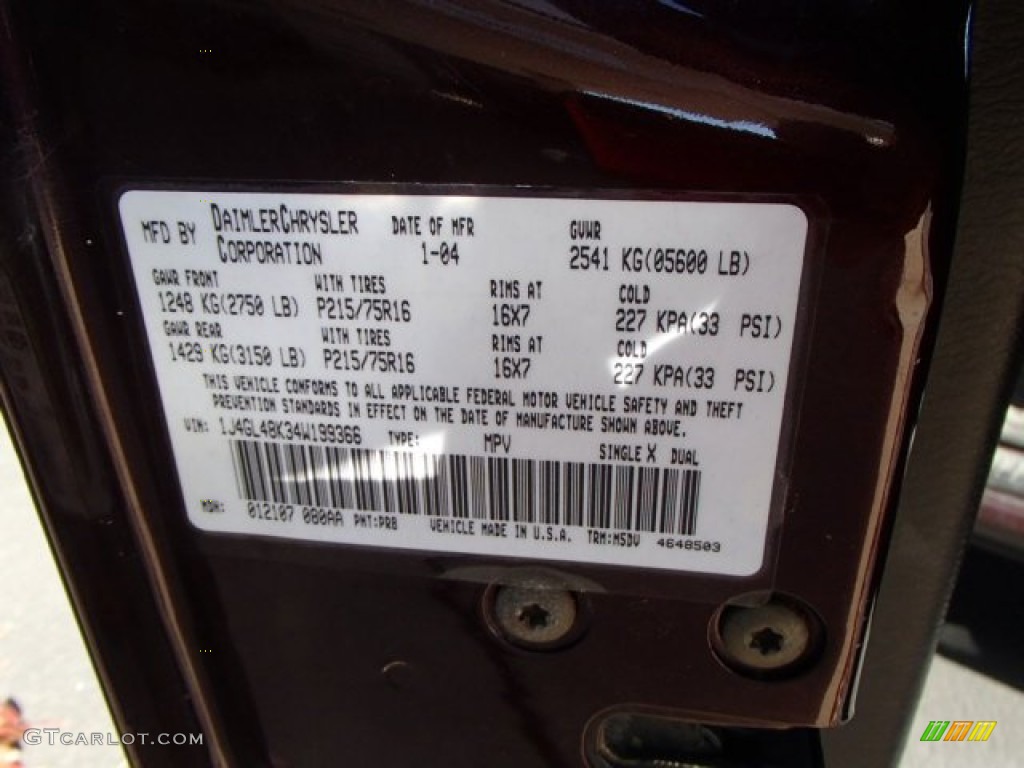 MFD BY DAIMLERCHRYSLER CORPORATION
DATE OF MFR 1-04
GVWR 2541 KG(05600 LB)
GAWR FRONT WITH TIRES RIMS AT COLD
1248 KG(2750 LB) P215/75R16 16X7 227 KPA(33 PSI)
GAWR REAR WITH TIRES RIMS AT COLD
1429 KG(3150 LB) P215/75R16 16X7 227 KPA(33 PSI)
THIS VEHICLE CONFORMS TO ALL APPLICABLE FEDERAL MOTOR VEHICLE SAFETY AND THEFT
PREVENTION STANDARDS IN EFFECT ON THE DATE OF MANUFACTURE SHOWN ABOVE.
VIN: 1J4GL48K34W199366 TYPE: MPV SINGLE X DUAL
MDH: 012107 080AA PNT:PRB VEHICLE MADE IN U.S.A. TRM:M5DV 4648503
GTCARLOT.COM